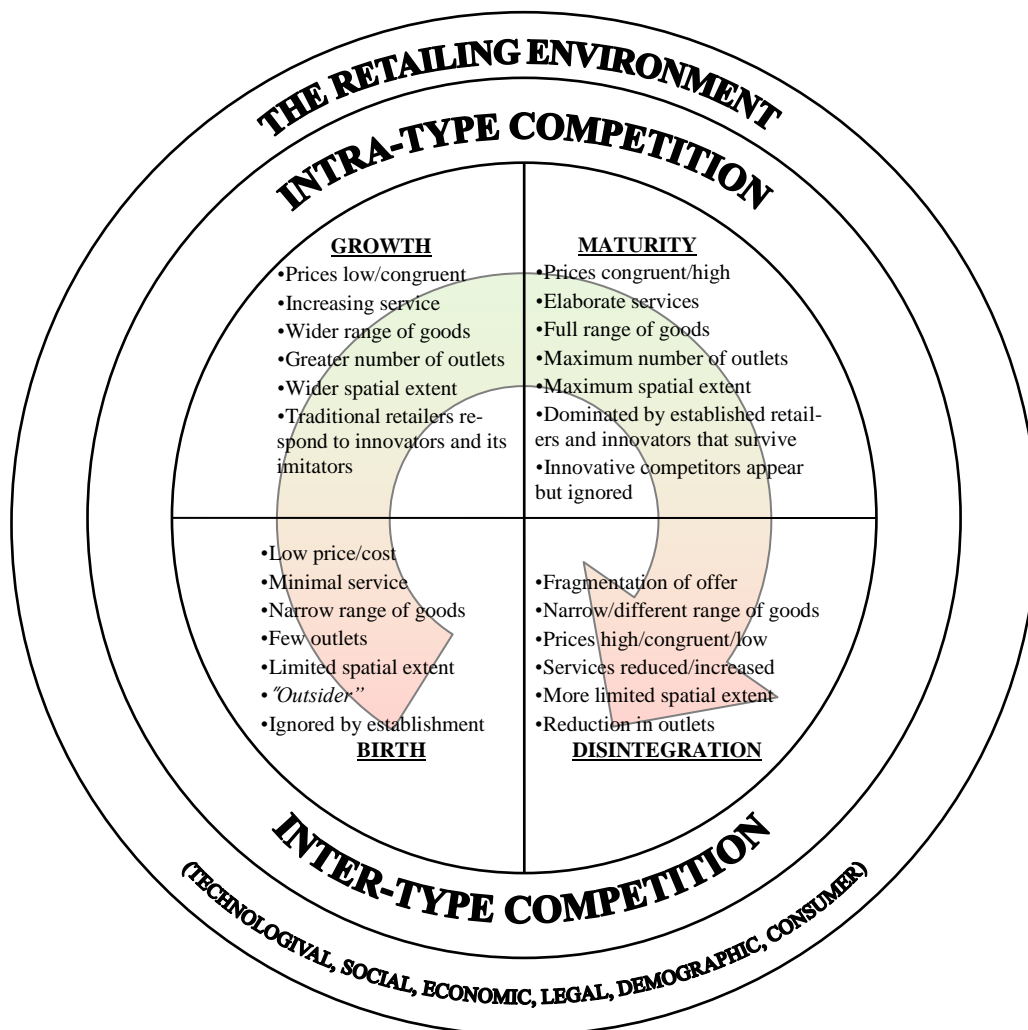 THE RETAILING ENVIRONMENT
INTRA-TYPE COMPETITION
GROWTH
•Prices low/congruent
•Increasing service
•Wider range of goods
•Greater number of outlets
•Wider spatial extent
•Traditional retailers re-
spond to innovators and its
imitators
MATURITY
•Prices congruent/high
•Elaborate services
•Full range of goods
•Maximum number of outlets
•Maximum spatial extent
•Dominated by established retail-
ers and innovators that survive
•Innovative competitors appear
but ignored
•Low price/cost
•Minimal service
•Narrow range of goods
•Few outlets
•Limited spatial extent
•"Outsider”
•Ignored by establishment
BIRTH
•Fragmentation of offer
•Narrow/different range of goods
•Prices high/congruent/low
•Services reduced/increased
•More limited spatial extent
•Reduction in outlets
DISINTEGRATION
INTER-TYPE COMPETITION
(TECHNOLOGIVAL, SOCIAL, ECONOMIC, LEGAL, DEMOGRAPHIC, CONSUMER)